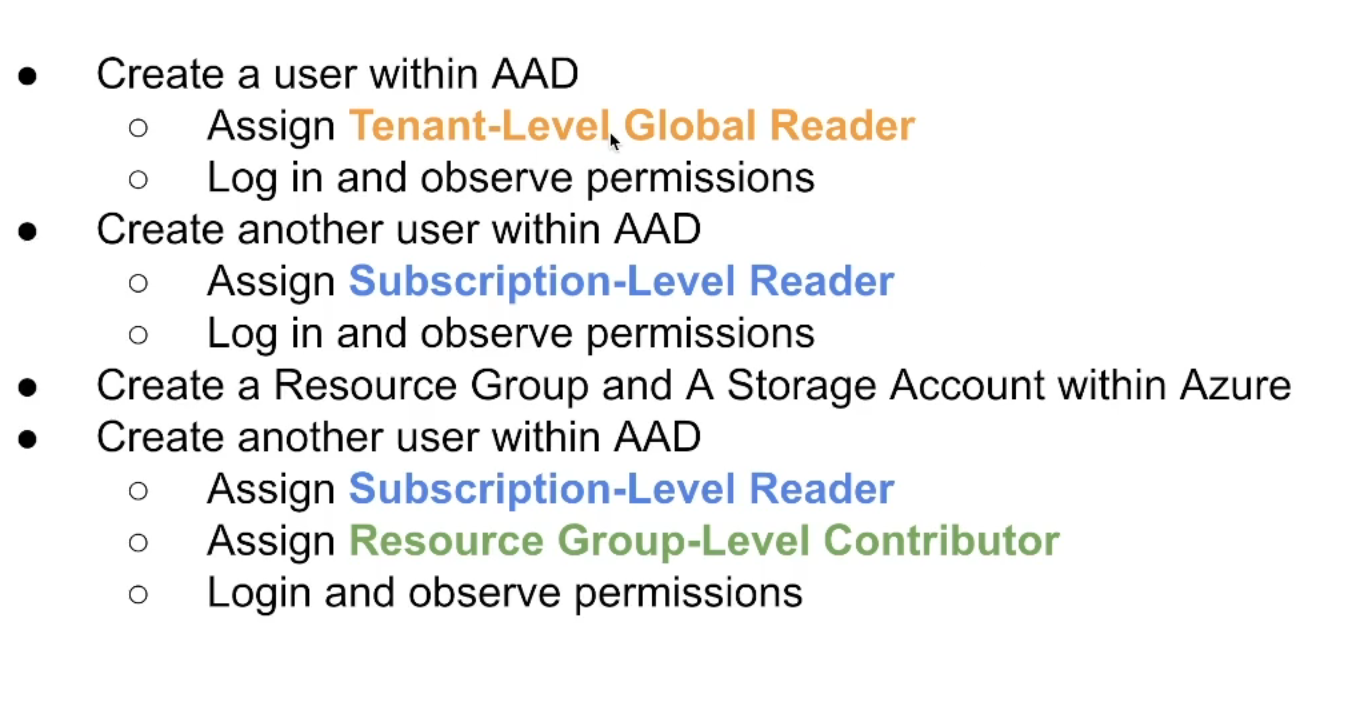 ● Create a user within AAD
○ Assign Tenant-Level Global Reader
○ Log in and observe permissions
● Create another user within AAD
○ Assign Subscription-Level Reader
○ Log in and observe permissions
● Create a Resource Group and A Storage Account within Azure
● Create another user within AAD
○ Assign Subscription-Level Reader
○ Assign Resource Group-Level Contributor
○ Login and observe permissions